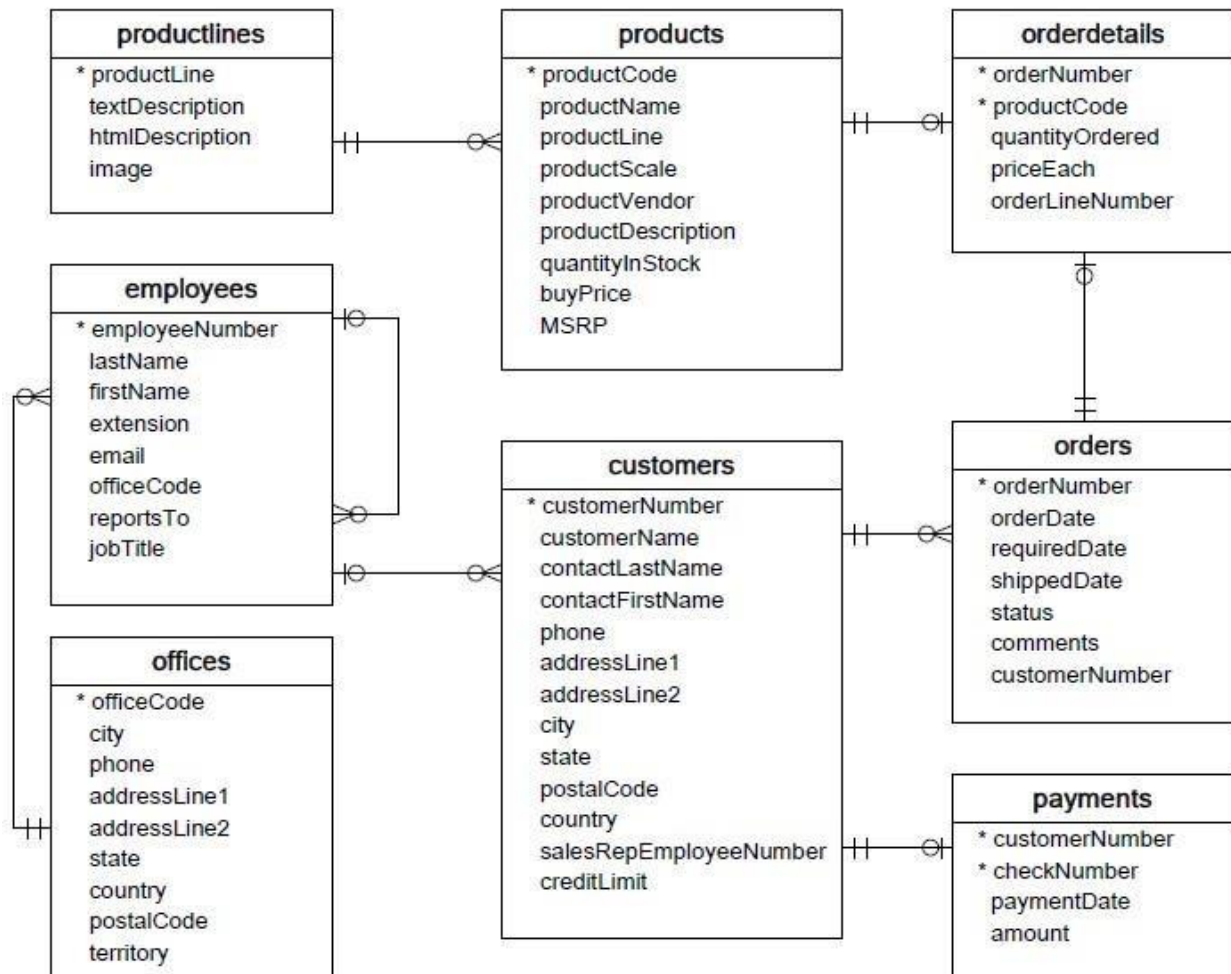 productlines
* productLine
textDescription
htmlDescription
image
products
* productCode
productName
productLine
productScale
productVendor
productDescription
quantityInStock
buyPrice
MSRP
orderdetails
* orderNumber
* productCode
quantityOrdered
priceEach
orderLineNumber
employees
* employeeNumber
lastName
firstName
extension
email
officeCode
reportsTo
jobTitle
customers
* customerNumber
customerName
contactLastName
contactFirstName
phone
addressLine1
addressLine2
city
state
postalCode
country
salesRepEmployeeNumber
creditLimit
orders
* orderNumber
orderDate
requiredDate
shippedDate
status
comments
customerNumber
offices
* officeCode
city
phone
addressLine1
addressLine2
state
country
postalCode
territory
payments
* customerNumber
* checkNumber
paymentDate
amount